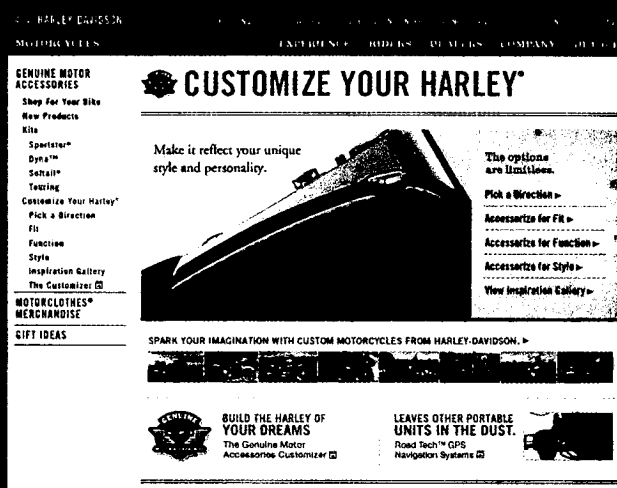 HARLEY-DAVIDSON
MOTORCYCLES
EXPERIENCE RIDERS DEALERS COMPANY
GENUINE MOTOR
ACCESSORIES
Shop For Your Bike
New Products
Kits
Sportster®
Dyna™
Softail®
Touring
Customize Your Harley®
Pick a Direction
Fit
Function
Style
Inspiration Gallery
The Customizer
MOTORCLOTHES®
MERCHANDISE
GIFT IDEAS
CUSTOMIZE YOUR HARLEY®
Make it reflect your unique
style and personality.
The options
are limitless.
Pick a Direction ►
Accessorize for Fit ►
Accessorize for Function ►
Accessorize for Style ►
View Inspiration Gallery ►
SPARK YOUR IMAGINATION WITH CUSTOM MOTORCYCLES FROM HARLEY-DAVIDSON. ►
GENUINE
BUILD THE HARLEY OF
YOUR DREAMS
The Genuine Motor
Accessories Customizer
LEAVES OTHER PORTABLE
UNITS IN THE DUST.
Road Tech™ GPS
Navigation Systems